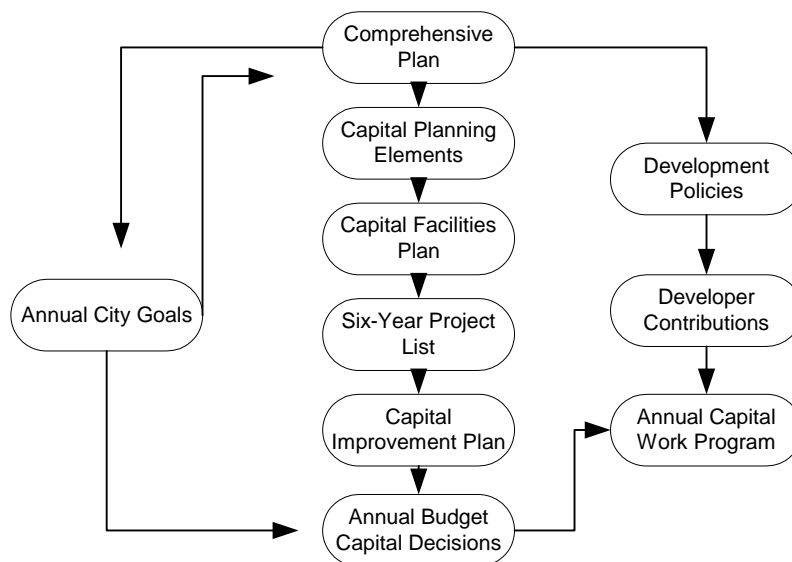 Comprehensive
Plan
Capital Planning
Elements
Development
Policies
Capital Facilities
Plan
Annual City Goals
Developer
Contributions
Six-Year Project
List
Capital
Improvement Plan
Annual Capital
Work Program
Annual Budget
Capital Decisions